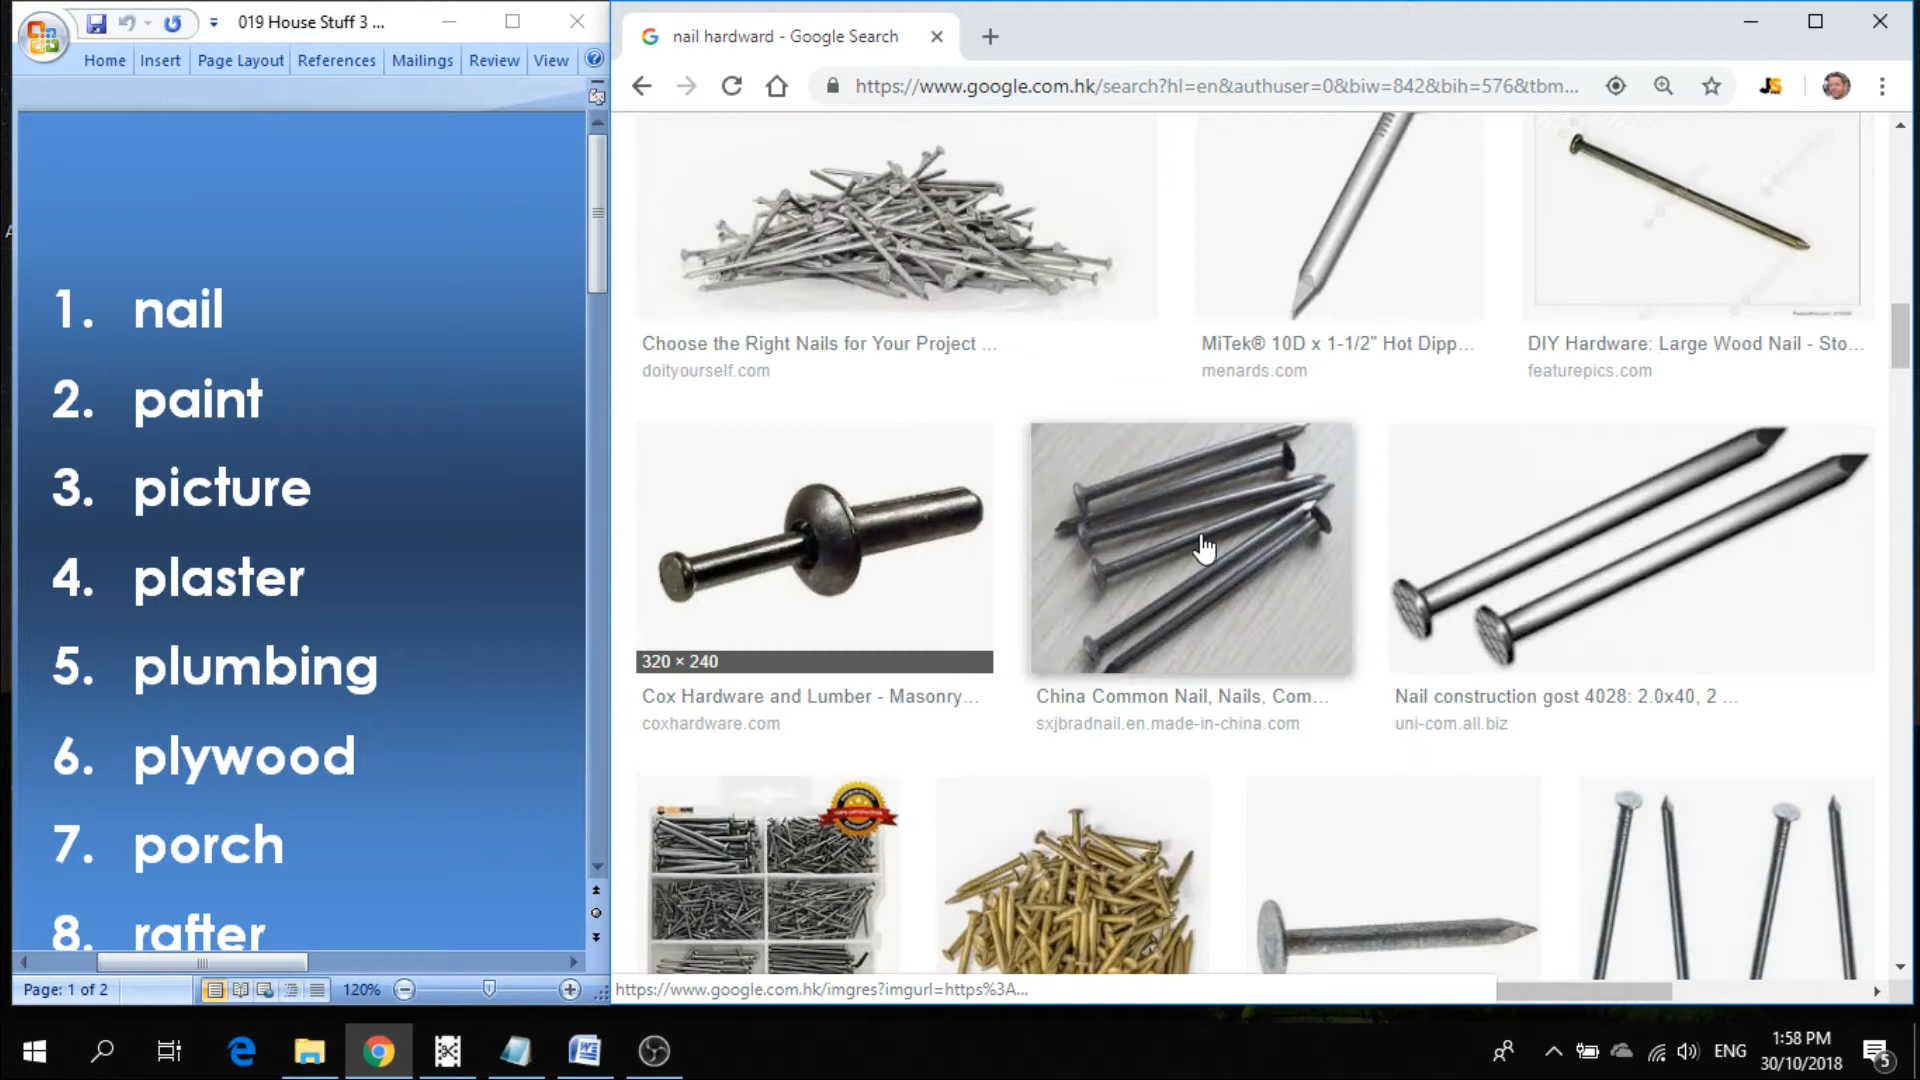 019 House Stuff 3 ...
Home Insert Page Layout References Mailings Review View
1. nail
2. paint
3. picture
4. plaster
5. plumbing
6. plywood
7. porch
8. rafter
Page: 1 of 2
120%
nail hardward - Google Search
https://www.google.com.hk/search?hl=en&authuser=0&biw=842&bih=576&tbm...
JS
Choose the Right Nails for Your Project ...
doityourself.com
MiTek® 10D x 1-1/2" Hot Dipp...
menards.com
DIY Hardware: Large Wood Nail - Sto...
featurepics.com
320 × 240
Cox Hardware and Lumber - Masonry...
coxhardware.com
China Common Nail, Nails, Com...
sxjbradnail.en.made-in-china.com
Nail construction gost 4028: 2.0x40, 2 ...
uni-com.all.biz
https://www.google.com.hk/imgres?imgurl=https%3A...
ENG
1:58 PM
30/10/2018
5